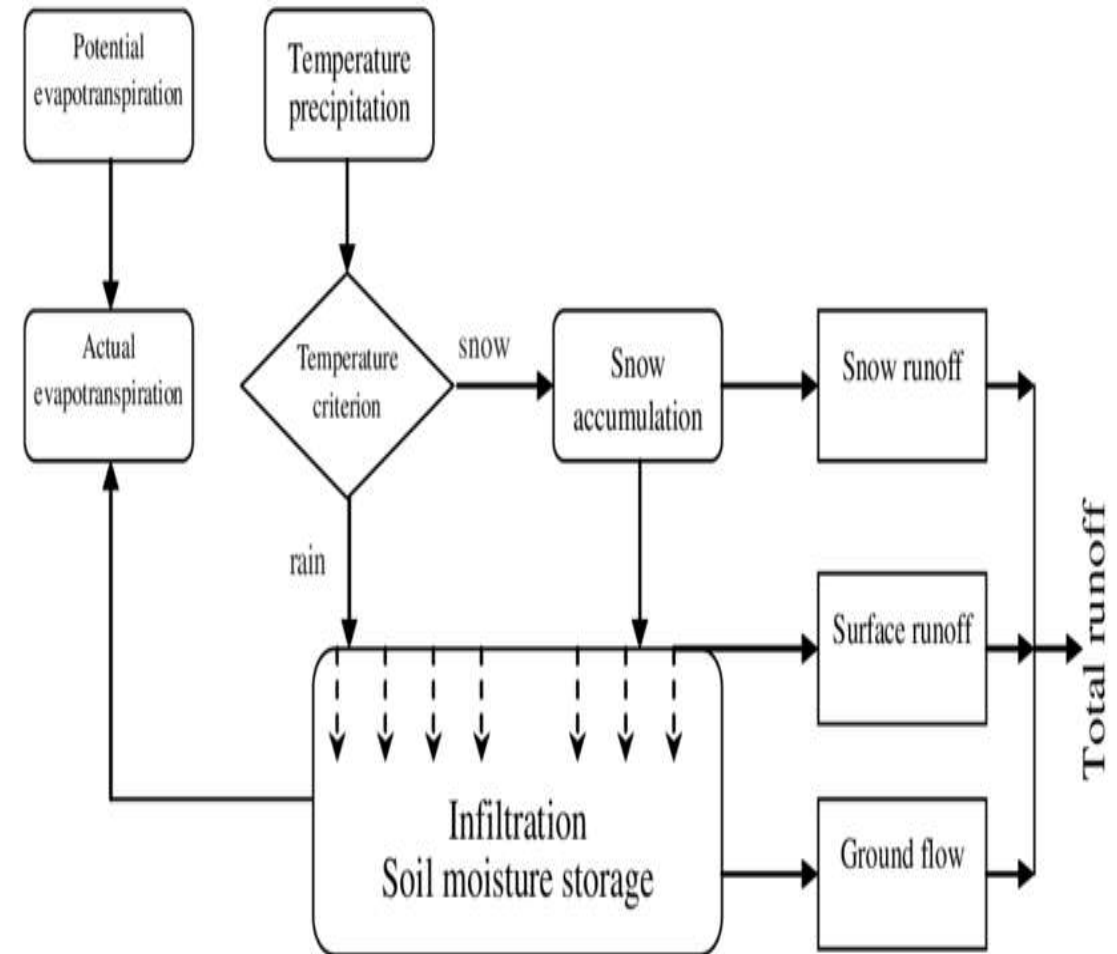 Potential
evapotranspiration
Temperature
precipitation
Actual
evapotranspiration
Temperature
criterion
snow
Snow
accumulation
Snow runoff
rain
Surface runoff
Total runoff
Infiltration
Soil moisture storage
Ground flow